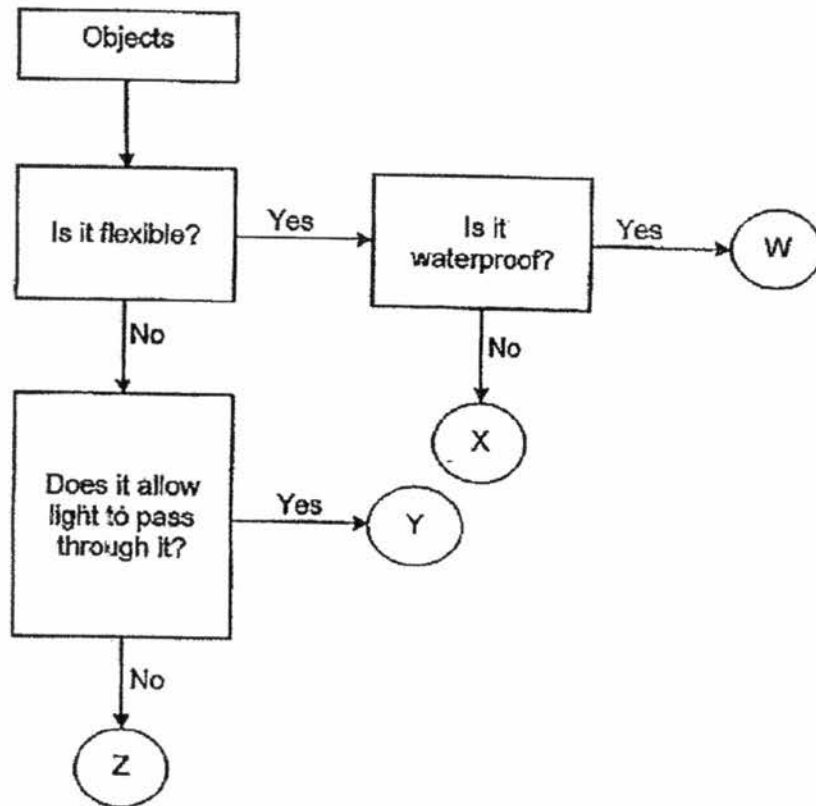 Objects
Is it flexible?
Yes
Is it
waterproof?
Yes
W
No
No
X
Does it allow
light to pass
through it?
Yes
Y
No
Z